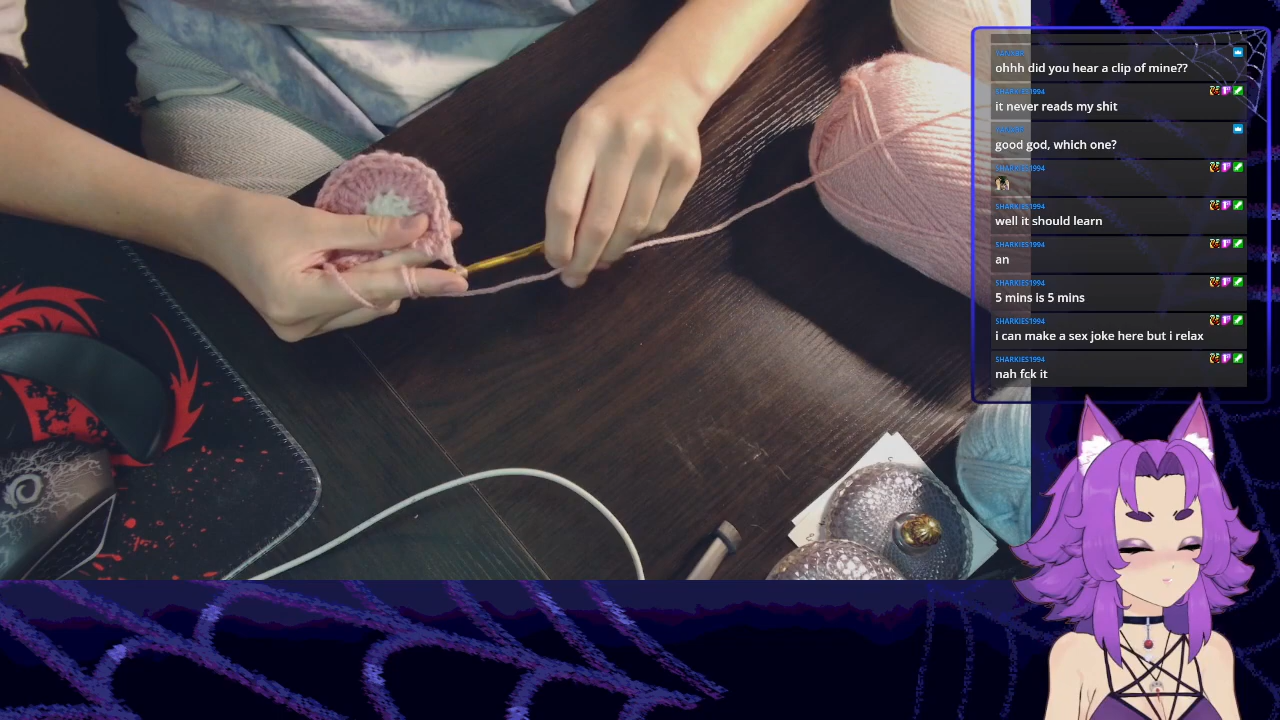 ohhh did you hear a clip of mine??
SHARKIES1994
it never reads my shit
good god, which one?
SHARKIES1994
SHARKIES1994
well it should learn
SHARKIES1994
an
SHARKIES1994
5 mins is 5 mins
SHARKIES1994
i can make a sex joke here but i relax
SHARKIES1994
nah fck it